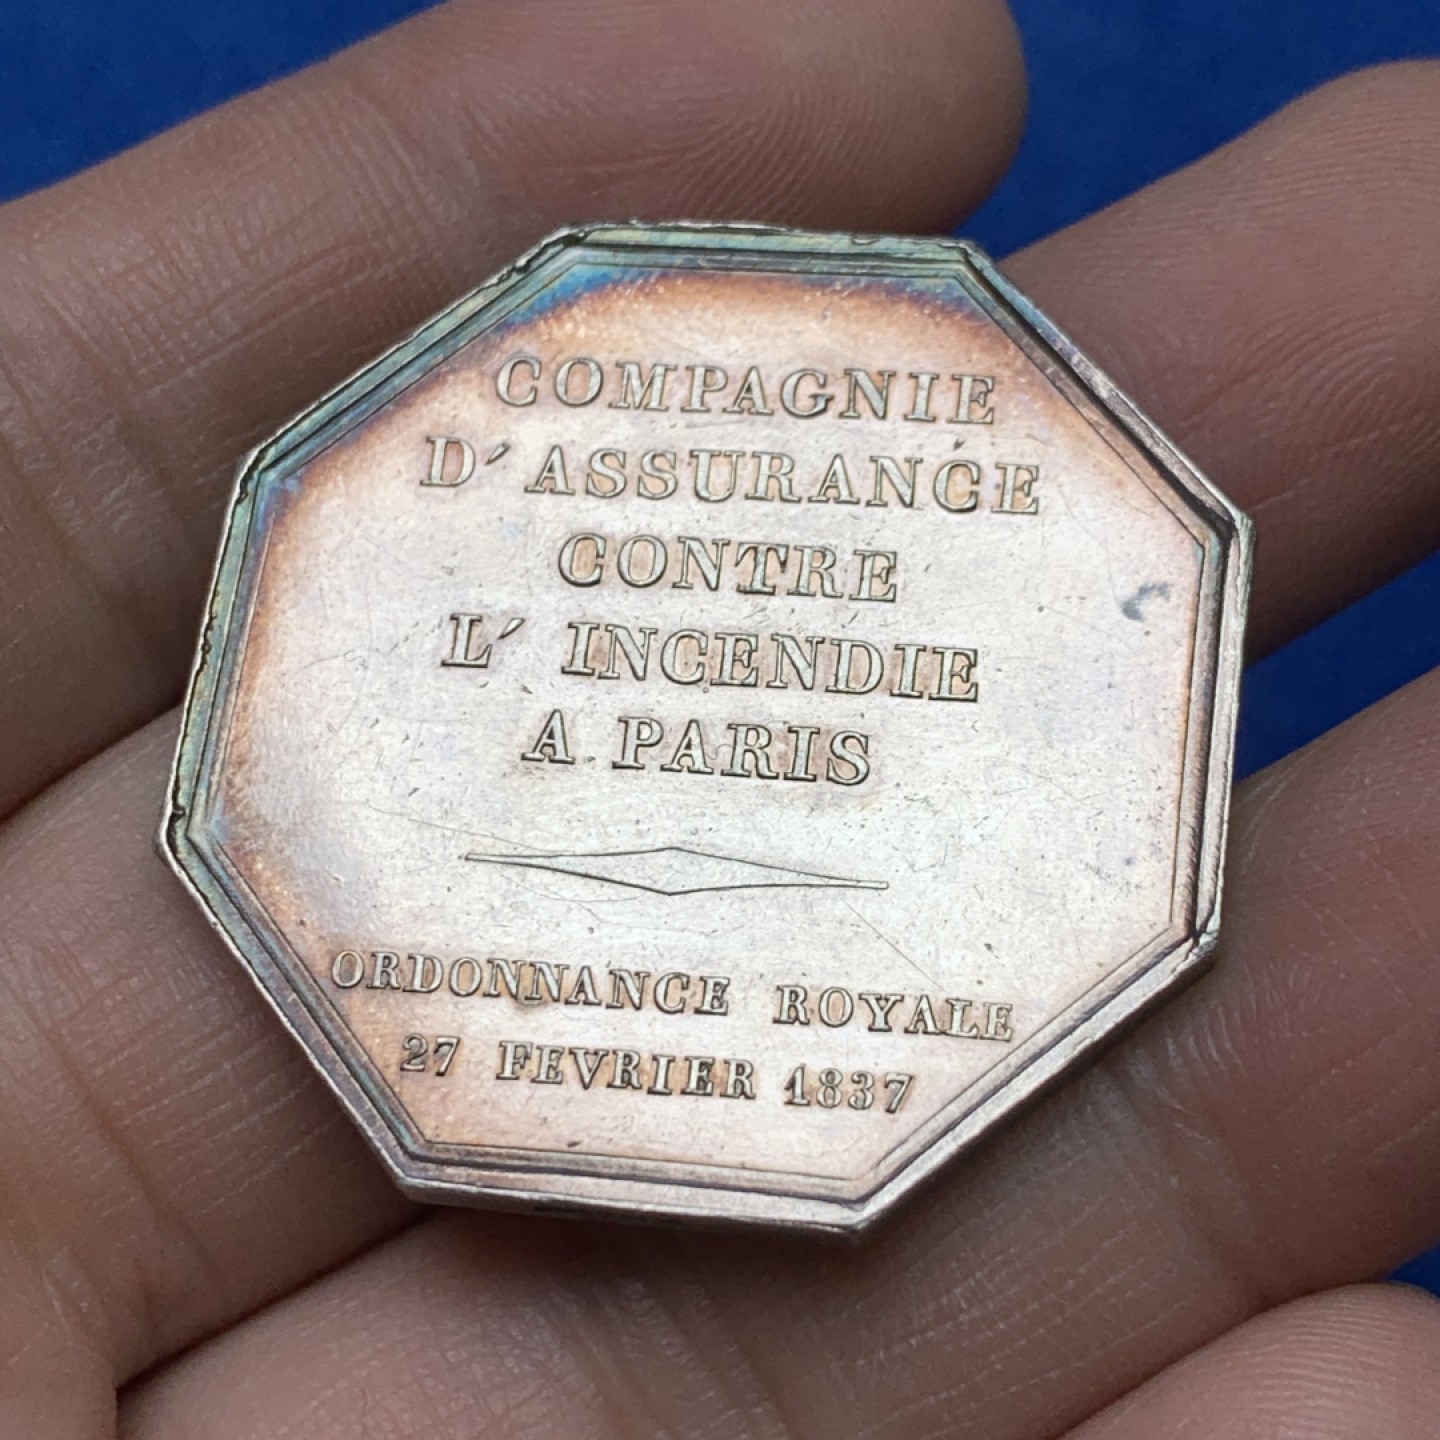 COMPAGNIE
D'ASSURANCE
CONTRE
L'INCENDIE
A PARIS
ORDONNANCE ROYALE
27 FEVRIER 1837